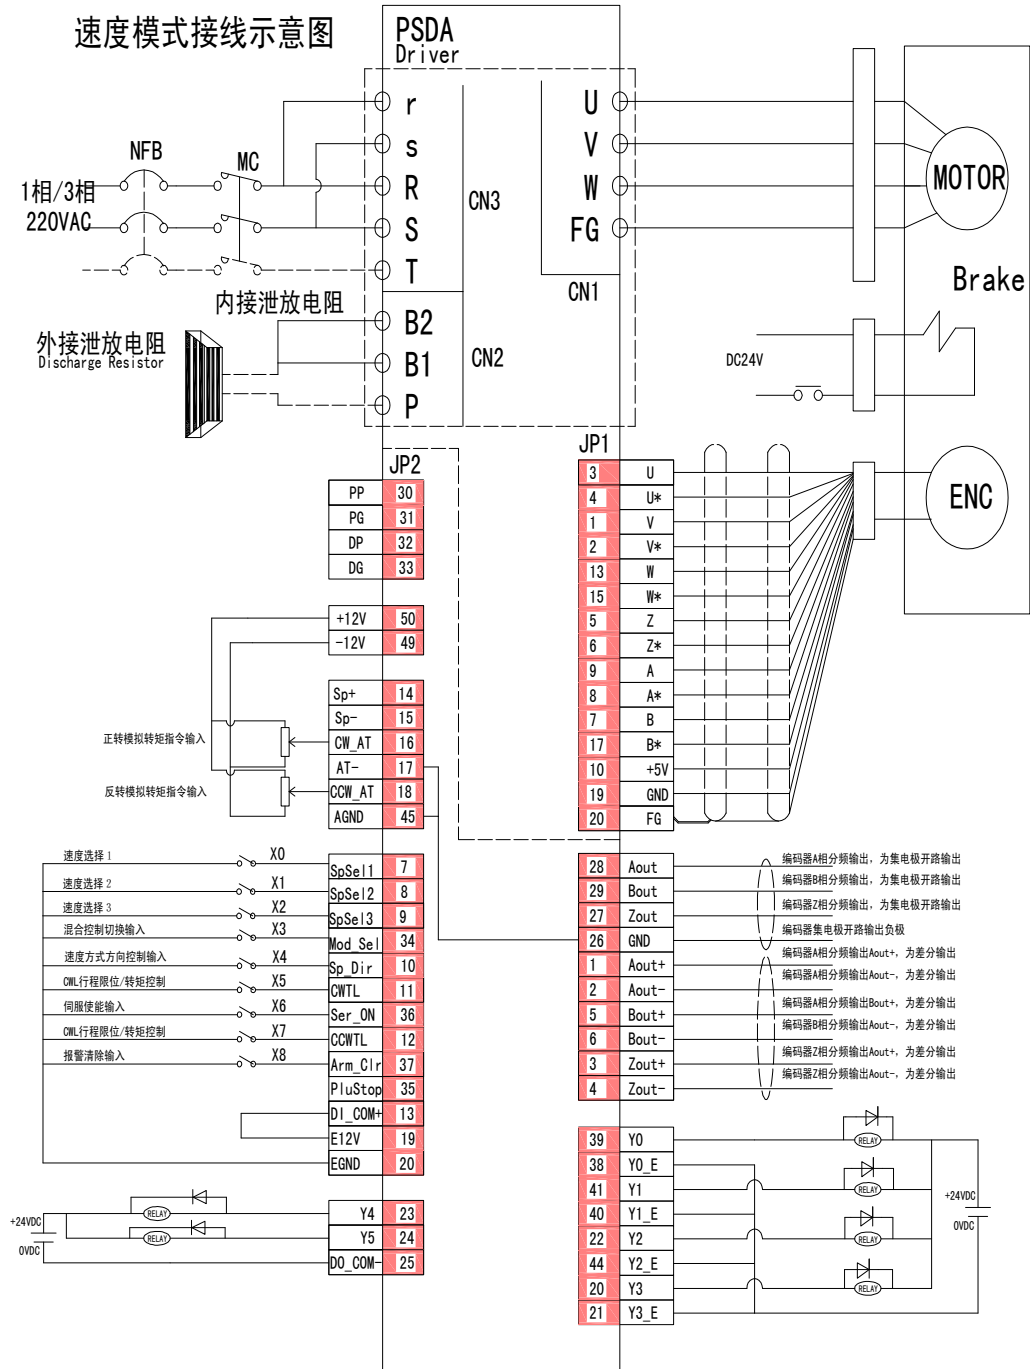 速度模式接线示意图
PSDA
Driver
r
s
R
S
T
CN3
NFB
MC
1相/3相
220VAC
内接泄放电阻
外接泄放电阻
Discharge Resistor
B2
B1
P
CN2
U
V
W
FG
CN1
MOTOR
Brake
DC24V
ENC
JP2
PP 30
PG 31
DP 32
DG 33
+12V 50
-12V 49
Sp+ 14
Sp- 15
正转模拟转矩指令输入 CW_AT 16
AT- 17
反转模拟转矩指令输入 CCW_AT 18
AGND 45
速度选择 1 X0 SpSel1 7
速度选择 2 X1 SpSel2 8
速度选择 3 X2 SpSel3 9
混合控制切换输入 X3 Mod_Sel 34
速度方式方向控制输入 X4 Sp_Dir 10
CWL行程限位/转矩控制 X5 CWTL 11
伺服使能输入 X6 Ser_ON 36
CWL行程限位/转矩控制 X7 CCWTL 12
报警清除输入 X8 Arm_Clr 37
PluStop 35
DI_COM+ 13
E12V 19
EGND 20
+24VDC
0VDC
RELAY Y4 23
RELAY Y5 24
DO_COM- 25
JP1
3 U
4 U*
1 V
2 V*
13 W
15 W*
5 Z
6 Z*
9 A
8 A*
7 B
17 B*
10 +5V
19 GND
20 FG
28 Aout 编码器A相分频输出, 为集电极开路输出
29 Bout 编码器B相分频输出, 为集电极开路输出
27 Zout 编码器Z相分频输出, 为集电极开路输出
26 GND 编码器集电极开路输出负极
1 Aout+ 编码器A相分频输出Aout+, 为差分输出
2 Aout- 编码器A相分频输出Aout-, 为差分输出
5 Bout+ 编码器A相分频输出Bout+, 为差分输出
6 Bout- 编码器B相分频输出Aout-, 为差分输出
3 Zout+ 编码器Z相分频输出Aout+, 为差分输出
4 Zout- 编码器Z相分频输出Aout-, 为差分输出
39 Y0 RELAY
38 Y0_E
41 Y1 RELAY
40 Y1_E
22 Y2 RELAY
44 Y2_E
20 Y3 RELAY
21 Y3_E
+24VDC
0VDC